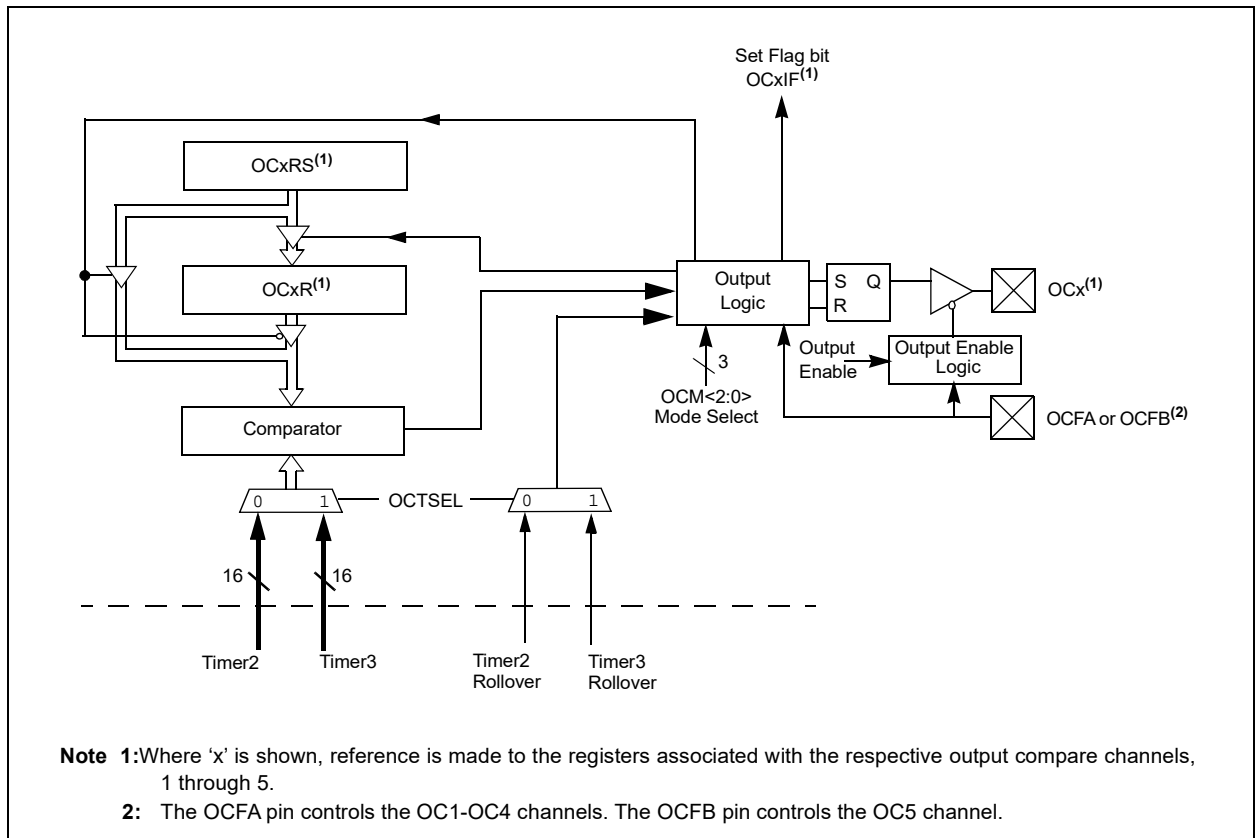 Set Flag bit
OCxIF(1)
OCxRS(1)
OCxR(1)
Output
Logic
S Q
R
OCx(1)
Output
Enable
Output Enable
Logic
3
OCM<2:0>
Mode Select
OCFA or OCFB(2)
Comparator
0 1
OCTSEL
0 1
16
16
Timer2
Timer3
Timer2
Rollover
Timer3
Rollover
Note 1:Where ‘x’ is shown, reference is made to the registers associated with the respective output compare channels,
1 through 5.
2: The OCFA pin controls the OC1-OC4 channels. The OCFB pin controls the OC5 channel.